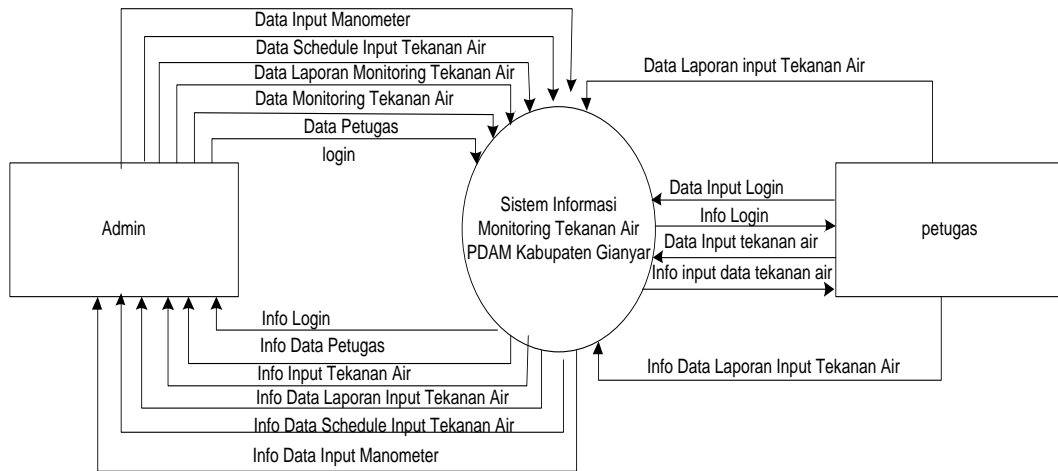 Data Input Manometer
Data Schedule Input Tekanan Air
Data Laporan Monitoring Tekanan Air
Data Monitoring Tekanan Air
Data Petugas
login
Data Laporan input Tekanan Air
Admin
Sistem Informasi
Monitoring Tekanan Air
PDAM Kabupaten Gianyar
Data Input Login
Info Login
Data Input tekanan air
Info input data tekanan air
petugas
Info Login
Info Data Petugas
Info Input Tekanan Air
Info Data Laporan Input Tekanan Air
Info Data Schedule Input Tekanan Air
Info Data Input Manometer
Info Data Laporan Input Tekanan Air